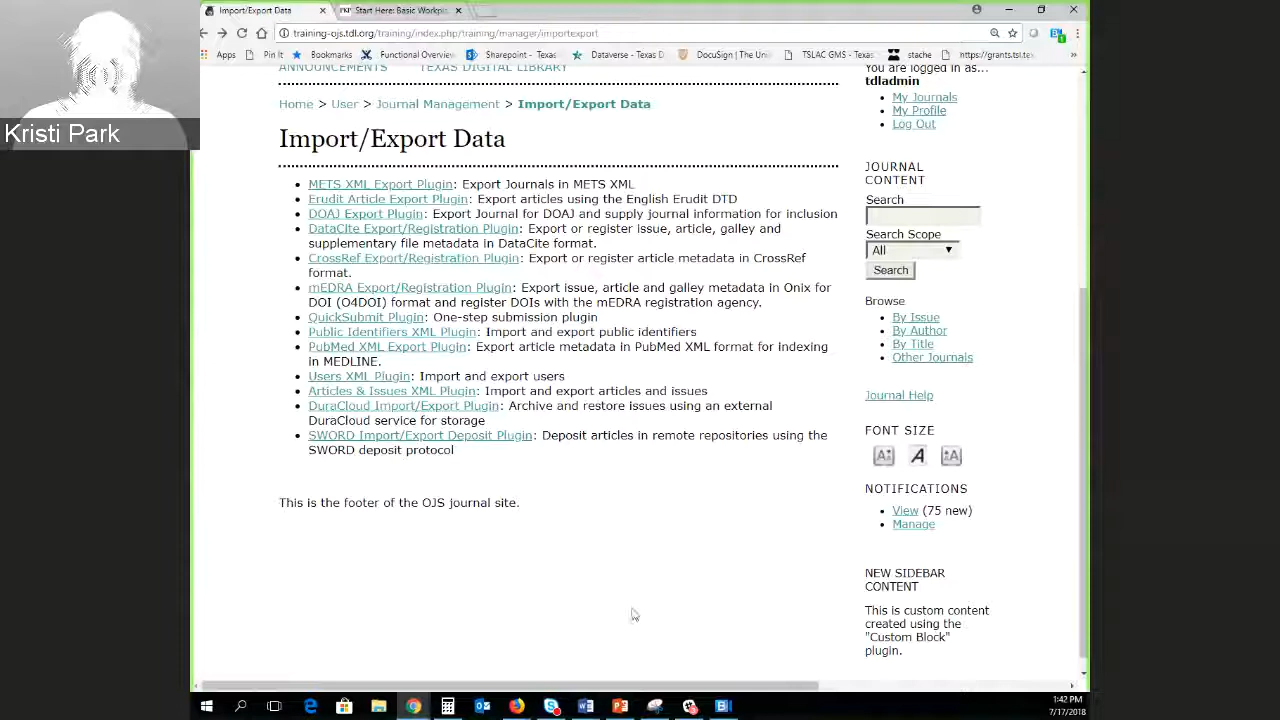 Import/Export Data
Start Here: Basic Workpl
training-ojs.tdl.org/training/index.php/training/manager/importexport
Apps
Pin It
Bookmarks
Functional Overview
Sharepoint - Texas D
Dataverse - Texas D
DocuSign | The Unit
TSLAC GMS - Texas
stache
https://grants.tsl.tex
ANNOUNCEMENTS TEXAS DIGITAL LIBRARY
Home > User > Journal Management > Import/Export Data
Import/Export Data
METS XML Export Plugin: Export Journals in METS XML
Erudit Article Export Plugin: Export articles using the English Erudit DTD
DOAJ Export Plugin: Export Journal for DOAJ and supply journal information for inclusion
DataCite Export/Registration Plugin: Export or register issue, article, galley and
supplementary file metadata in DataCite format.
CrossRef Export/Registration Plugin: Export or register article metadata in CrossRef
format.
mEDRA Export/Registration Plugin: Export issue, article and galley metadata in Onix for
DOI (O4DOI) format and register DOIs with the mEDRA registration agency.
QuickSubmit Plugin: One-step submission plugin
Public Identifiers XML Plugin: Import and export public identifiers
PubMed XML Export Plugin: Export article metadata in PubMed XML format for indexing
in MEDLINE.
Users XML Plugin: Import and export users
Articles & Issues XML Plugin: Import and export articles and issues
DuraCloud Import/Export Plugin: Archive and restore issues using an external
DuraCloud service for storage
SWORD Import/Export Deposit Plugin: Deposit articles in remote repositories using the
SWORD deposit protocol
This is the footer of the OJS journal site.
You are logged in as...
tdladmin
My Journals
My Profile
Log Out
JOURNAL
CONTENT
Search
Search Scope
All
Search
Browse
By Issue
By Author
By Title
Other Journals
Journal Help
FONT SIZE
NOTIFICATIONS
View (75 new)
Manage
NEW SIDEBAR
CONTENT
This is custom content
created using the
"Custom Block"
plugin.
Kristi Park
1:42 PM
7/17/2018